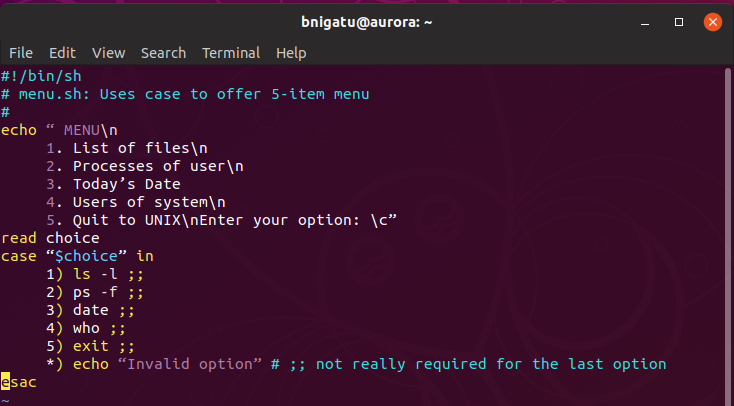 bnigatu@aurora: ~
File Edit View Search Terminal Help
#!/bin/sh
# menu.sh: Uses case to offer 5-item menu
#
echo “ MENU\n
     1. List of files\n
     2. Processes of user\n
     3. Today’s Date
     4. Users of system\n
     5. Quit to UNIX\nEnter your option: \c”
read choice
case “$choice” in
     1) ls -l ;;
     2) ps -f ;;
     3) date ;;
     4) who ;;
     5) exit ;;
     *) echo “Invalid option” # ;; not really required for the last option
esac
~